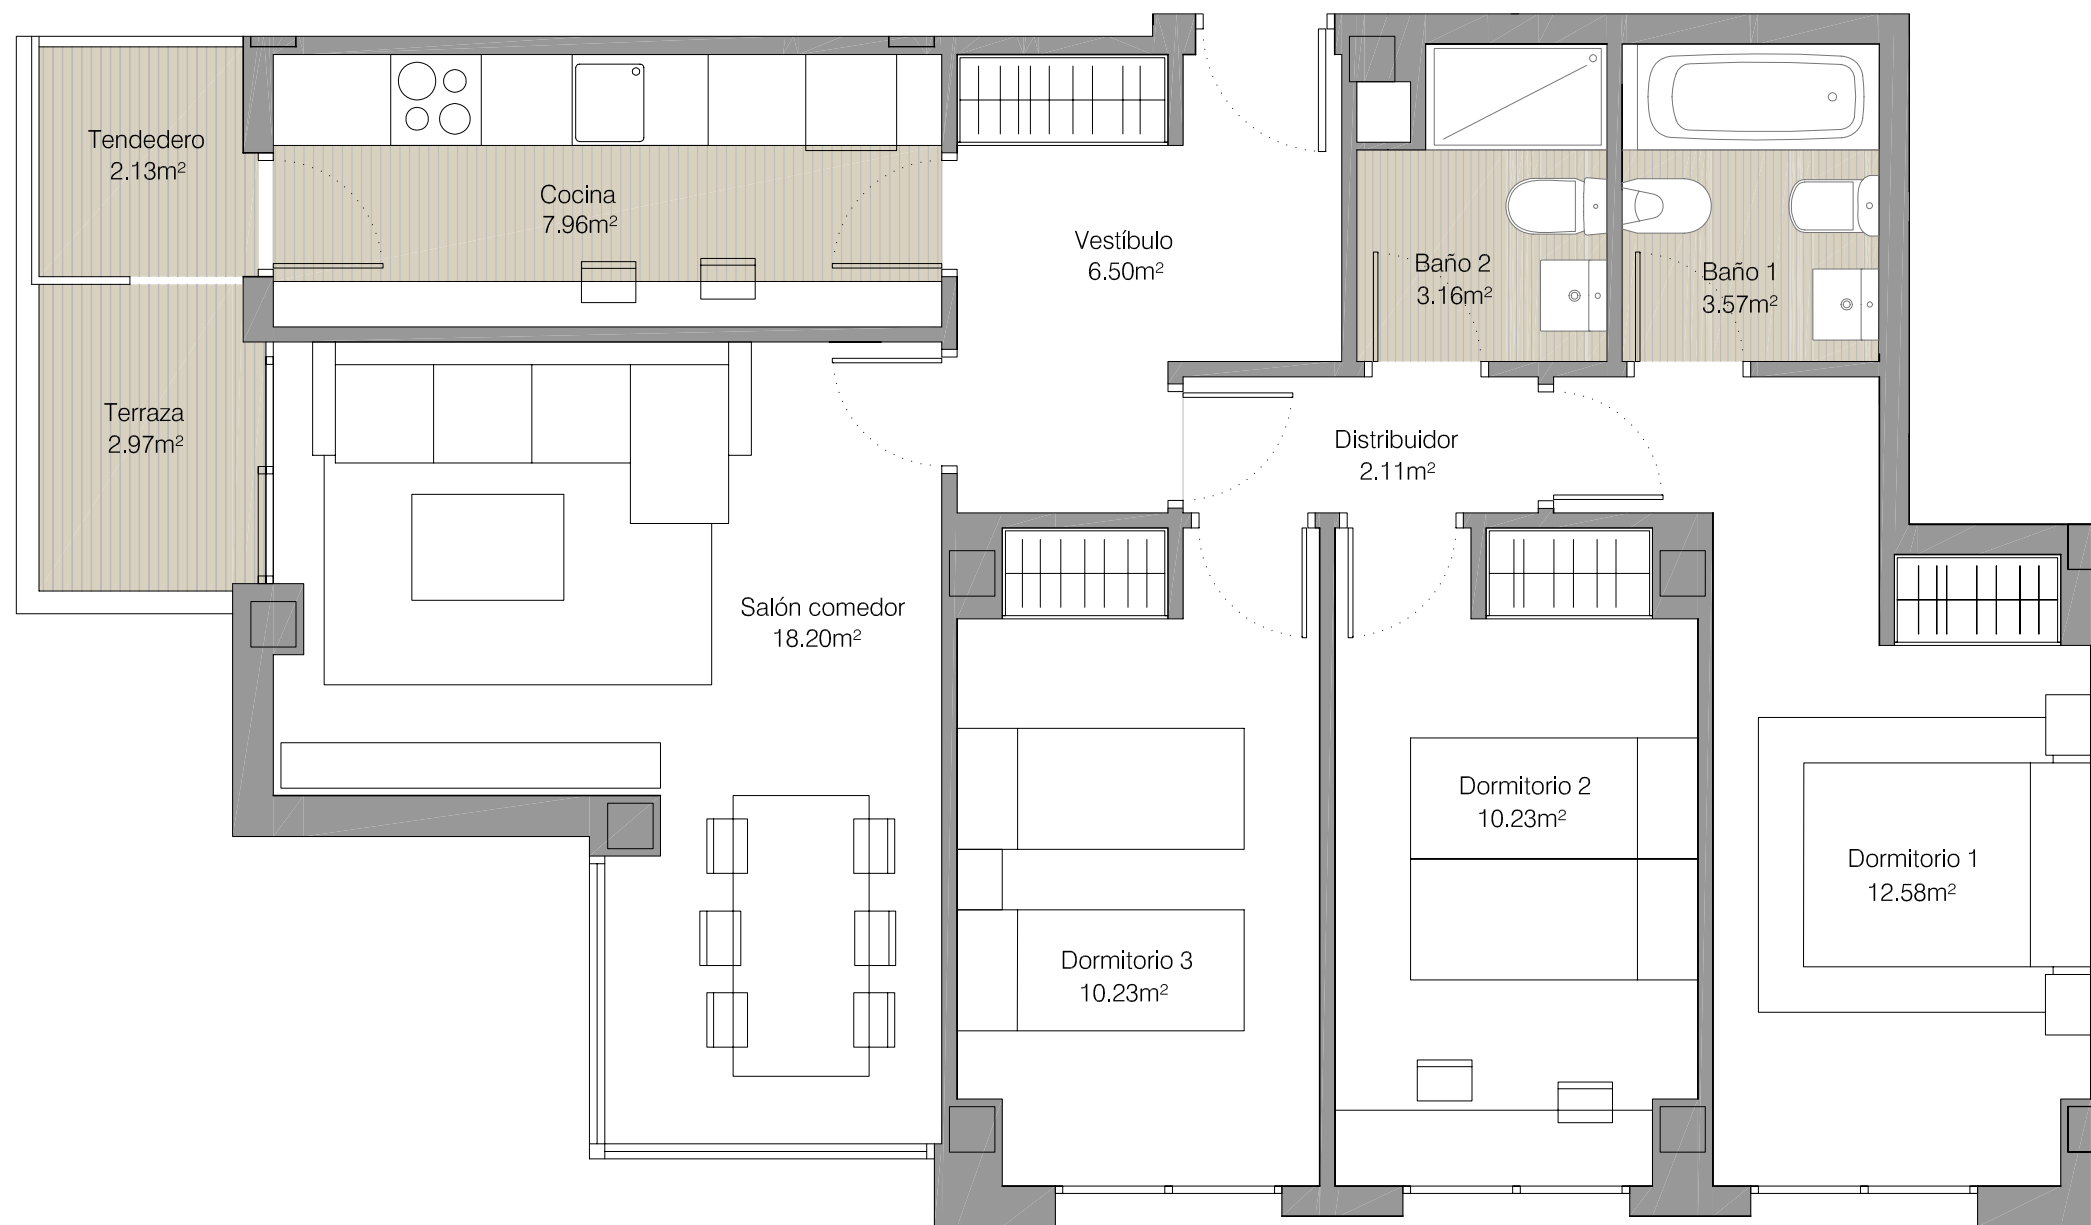 Tendedero
2.13m²
Cocina
7.96m²
Vestíbulo
6.50m²
Baño 2
3.16m²
Baño 1
3.57m²
Terraza
2.97m²
Distribuidor
2.11m²
Salón comedor
18.20m²
Dormitorio 2
10.23m²
Dormitorio 1
12.58m²
Dormitorio 3
10.23m²